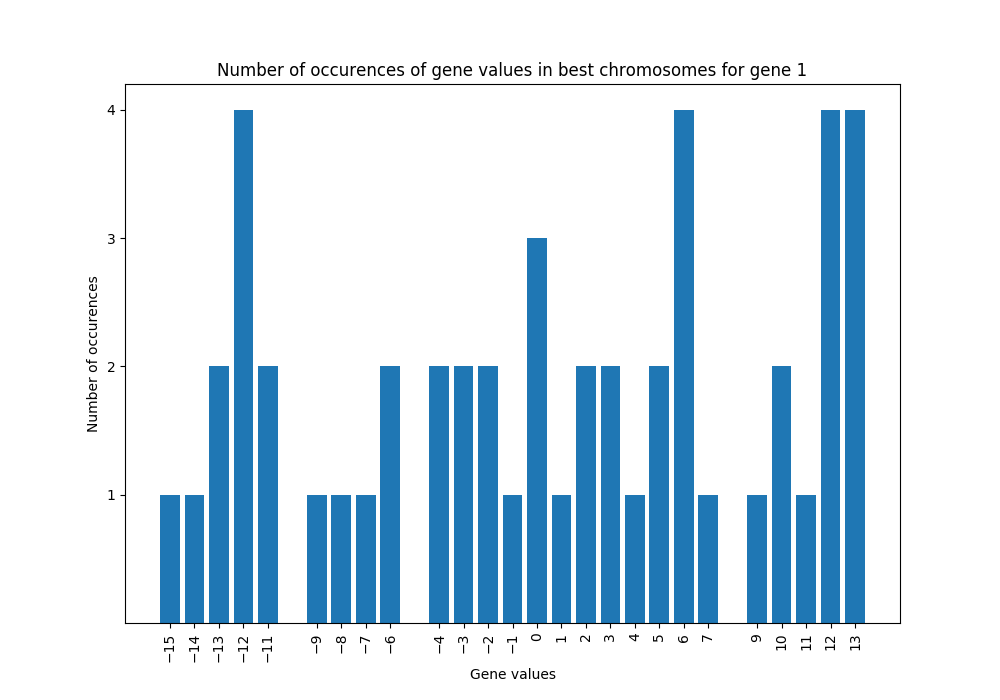 Number of occurences of gene values in best chromosomes for gene 1
Number of occurences
4
3
2
1
−15 −14 −13 −12 −11 −9 −8 −7 −6 −4 −3 −2 −1 0 1 2 3 4 5 6 7 9 10 11 12 13
Gene values